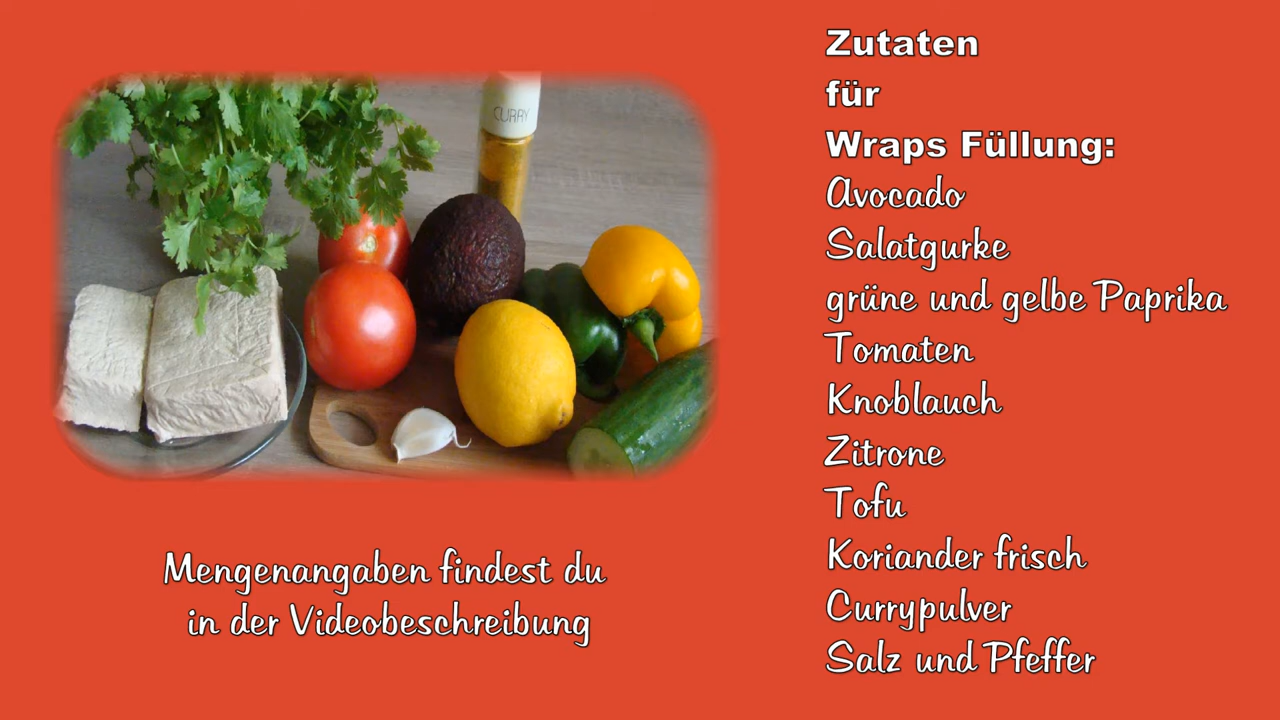 CURRY
Mengenangaben findest du
in der Videobeschreibung
Zutaten
für
Wraps Füllung:
Avocado
Salatgurke
grüne und gelbe Paprika
Tomaten
Knoblauch
Zitrone
Tofu
Koriander frisch
Currypulver
Salz und Pfeffer